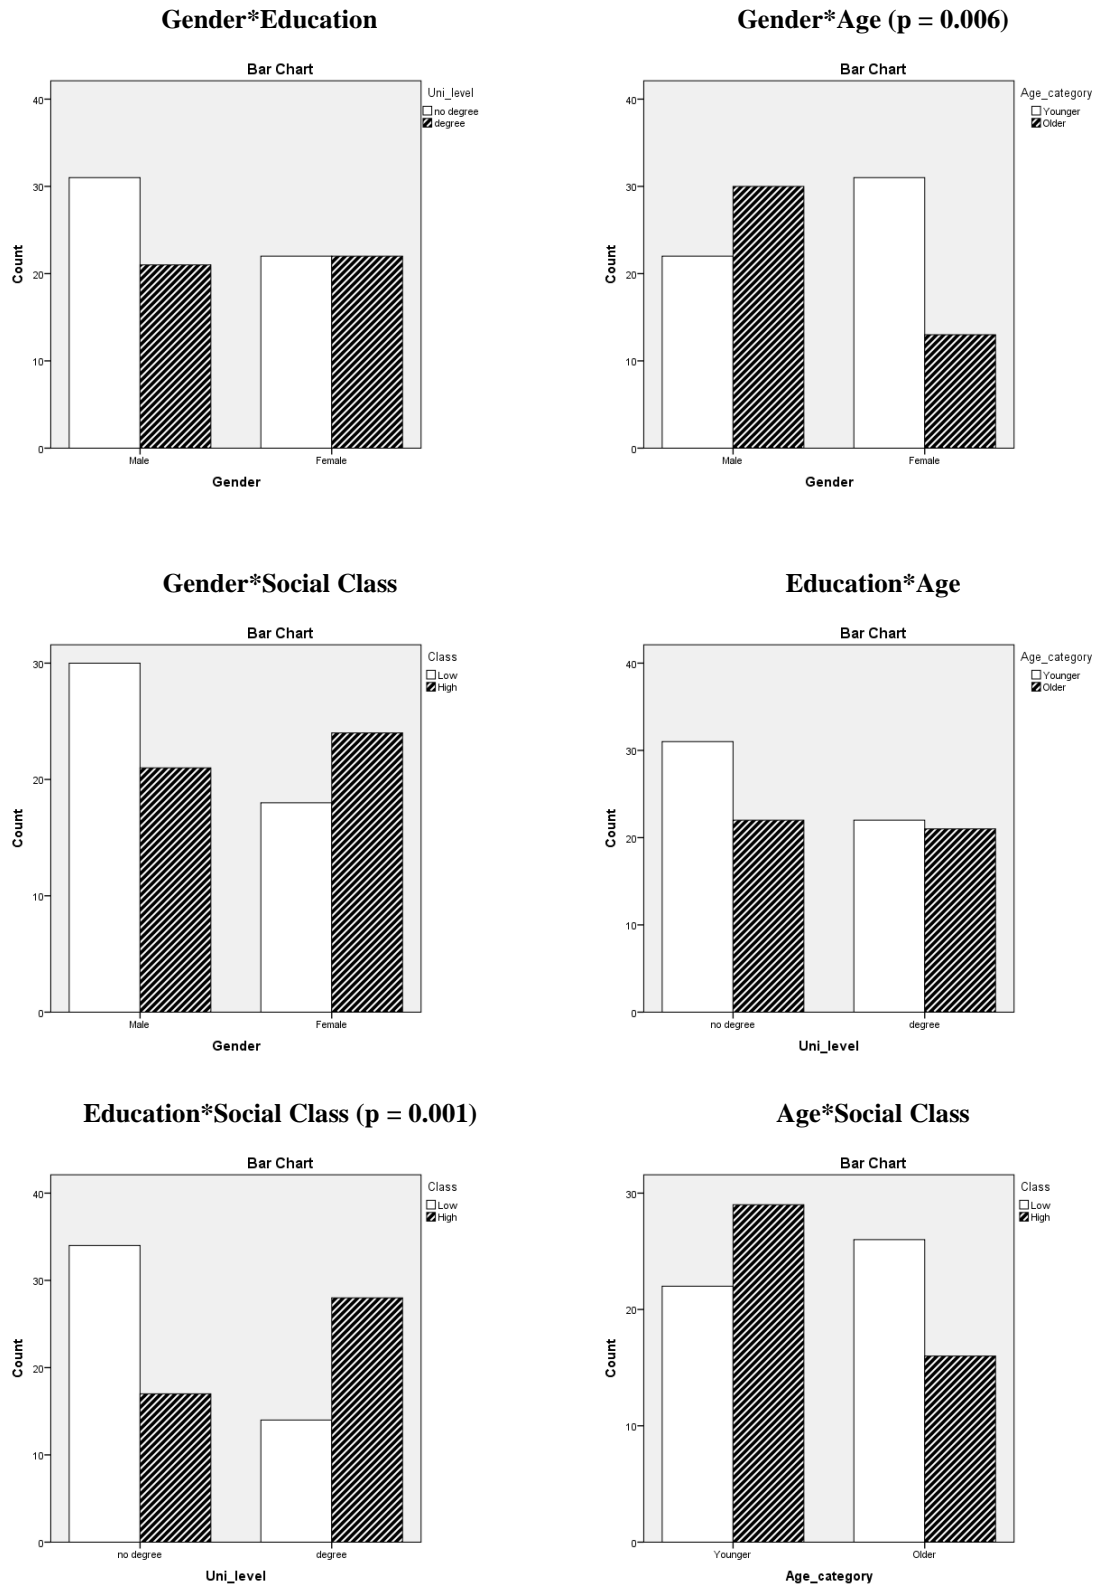 Gender*Education
Bar Chart
Uni_level
no degree
degree
40
30
20
10
0
Count
Male
Female
Gender
Gender*Age (p = 0.006)
Bar Chart
Age_category
Younger
Older
40
30
20
10
0
Count
Male
Female
Gender
Gender*Social Class
Bar Chart
Class
Low
High
30
20
10
0
Count
Male
Female
Gender
Education*Age
Bar Chart
Age_category
Younger
Older
40
30
20
10
0
Count
no degree
degree
Uni_level
Education*Social Class (p = 0.001)
Bar Chart
Class
Low
High
40
30
20
10
0
Count
no degree
degree
Uni_level
Age*Social Class
Bar Chart
Class
Low
High
30
20
10
0
Count
Younger
Older
Age_category